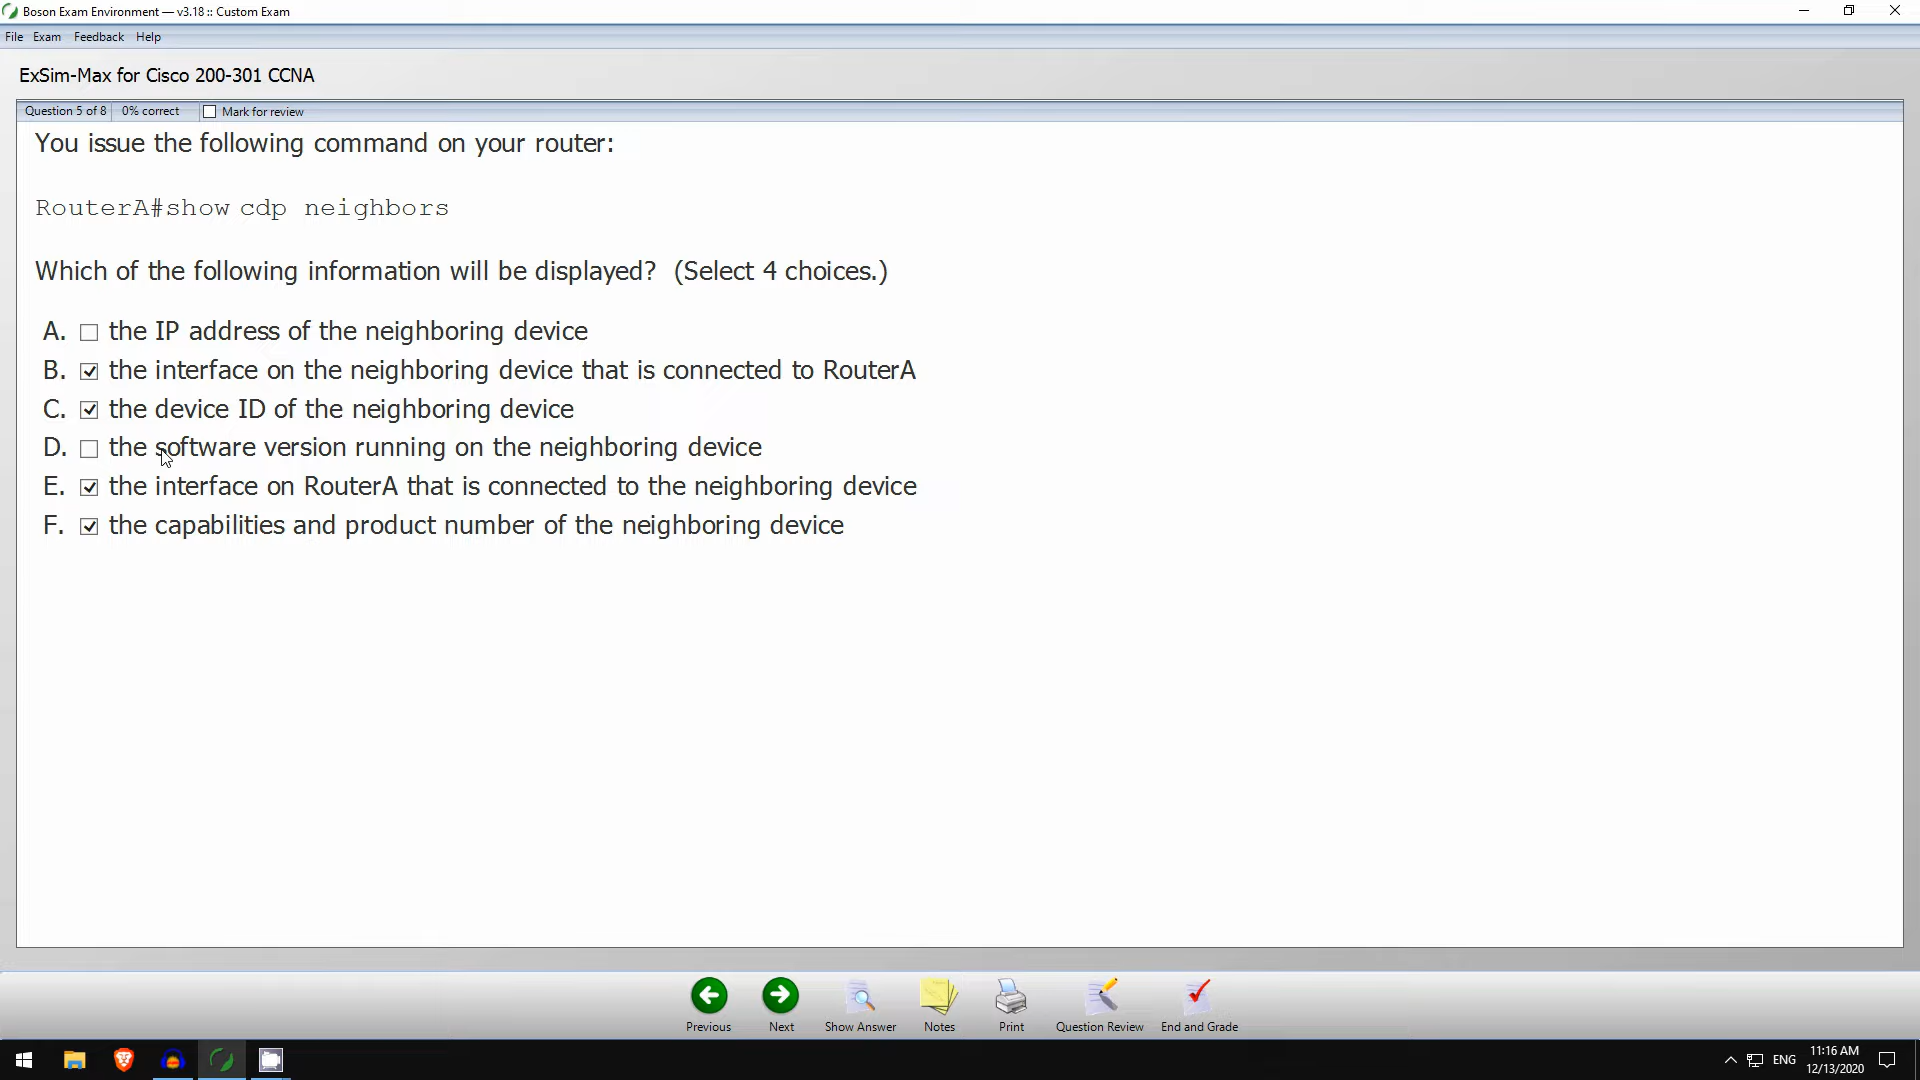 Boson Exam Environment — v3.18 :: Custom Exam
File Exam Feedback Help
ExSim-Max for Cisco 200-301 CCNA
Question 5 of 8 0% correct Mark for review
You issue the following command on your router:
RouterA#show cdp neighbors
Which of the following information will be displayed? (Select 4 choices.)
A. the IP address of the neighboring device
B. the interface on the neighboring device that is connected to RouterA
C. the device ID of the neighboring device
D. the software version running on the neighboring device
E. the interface on RouterA that is connected to the neighboring device
F. the capabilities and product number of the neighboring device
Previous Next Show Answer Notes Print Question Review End and Grade
ENG 11:16 AM
12/13/2020